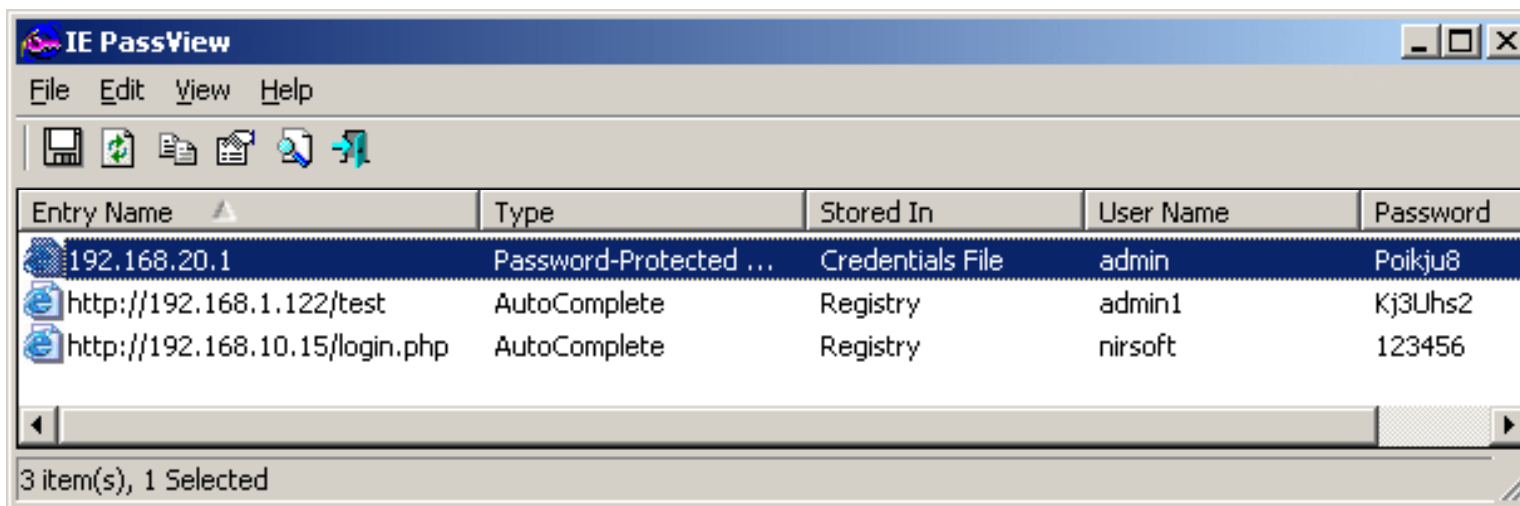 IE PassView
File Edit View Help
Entry Name Type Stored In User Name Password
192.168.20.1 Password-Protected ... Credentials File admin Poikju8
http://192.168.1.122/test AutoComplete Registry admin1 Kj3Uhs2
http://192.168.10.15/login.php AutoComplete Registry nirsoft 123456
3 item(s), 1 Selected